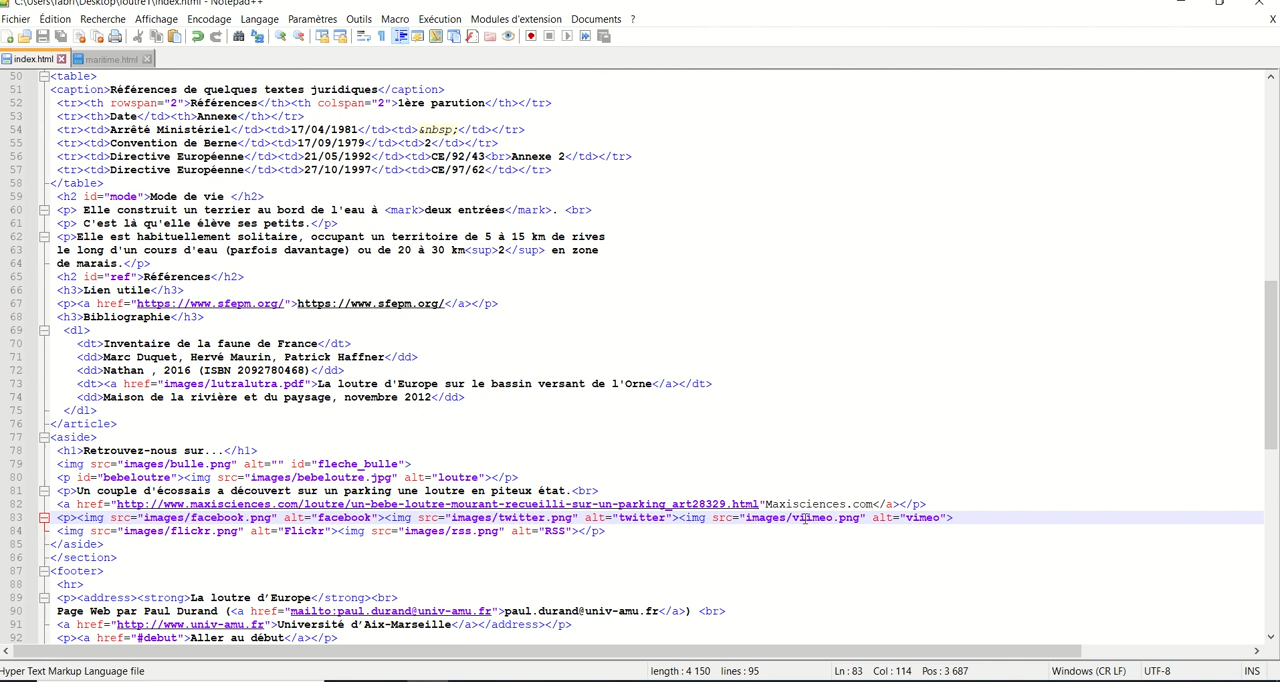 C:\Users\fabri\Desktop\loutre1\index.html - Notepad++
Fichier Édition Recherche Affichage Encodage Langage Paramètres Outils Macro Exécution Modules d'extension Documents ? X
index.html maritime.html
50 <table>
51 <caption>Références de quelques textes juridiques</caption>
52 <tr><th rowspan="2">Références</th><th colspan="2">1ère parution</th></tr>
53 <tr><th>Date</td><th>Annexe</th></tr>
54 <tr><td>Arrêté Ministériel</td><td>17/04/1981</td><td>&nbsp;</td></tr>
55 <tr><td>Convention de Berne</td><td>17/09/1979</td><td>2</td></tr>
56 <tr><td>Directive Européenne</td><td>21/05/1992</td><td>CE/92/43<br>Annexe 2</td></tr>
57 <tr><td>Directive Européenne</td><td>27/10/1997</td><td>CE/97/62</td></tr>
58 </table>
59 <h2 id="mode">Mode de vie </h2>
60 <p> Elle construit un terrier au bord de l'eau à <mark>deux entrées</mark>. <br>
61 <p> C'est là qu'elle élève ses petits.</p>
62 <p>Elle est habituellement solitaire, occupant un territoire de 5 à 15 km de rives
63 le long d'un cours d'eau (parfois davantage) ou de 20 à 30 km<sup>2</sup> en zone
64 de marais.</p>
65 <h2 id="ref">Références</h2>
66 <h3>Lien utile</h3>
67 <p><a href="https://www.sfepm.org/">https://www.sfepm.org/</a></p>
68 <h3>Bibliographie</h3>
69 <dl>
70 <dt>Inventaire de la faune de France</dt>
71 <dd>Marc Duquet, Hervé Maurin, Patrick Haffner</dd>
72 <dd>Nathan , 2016 (ISBN 2092780468)</dd>
73 <dt><a href="images/lutralutra.pdf">La loutre d'Europe sur le bassin versant de l'Orne</a></dt>
74 <dd>Maison de la rivière et du paysage, novembre 2012</dd>
75 </dl>
76 </article>
77 <aside>
78 <h1>Retrouvez-nous sur...</h1>
79 <img src="images/bulle.png" alt="" id="fleche_bulle">
80 <p id="bebeloutre"><img src="images/bebeloutre.jpg" alt="loutre"></p>
81 <p>Un couple d'écossais a découvert sur un parking une loutre en piteux état.<br>
82 <a href="http://www.maxisciences.com/loutre/un-bebe-loutre-mourant-recueilli-sur-un-parking_art28329.html"Maxisciences.com</a></p>
83 <p><img src="images/facebook.png" alt="facebook"><img src="images/twitter.png" alt="twitter"><img src="images/viimeo.png" alt="vimeo">
84 <img src="images/flickr.png" alt="Flickr"><img src="images/rss.png" alt="RSS"></p>
85 </aside>
86 </section>
87 <footer>
88 <hr>
89 <p><address><strong>La loutre d’Europe</strong><br>
90 Page Web par Paul Durand (<a href="mailto:paul.durand@univ-amu.fr">paul.durand@univ-amu.fr</a>) <br>
91 <a href="http://www.univ-amu.fr">Université d’Aix-Marseille</a></address></p>
92 <p><a href="#debut">Aller au début</a></p>
Hyper Text Markup Language file length : 4 150 lines : 95 Ln : 83 Col : 114 Pos : 3 687 Windows (CR LF) UTF-8 INS